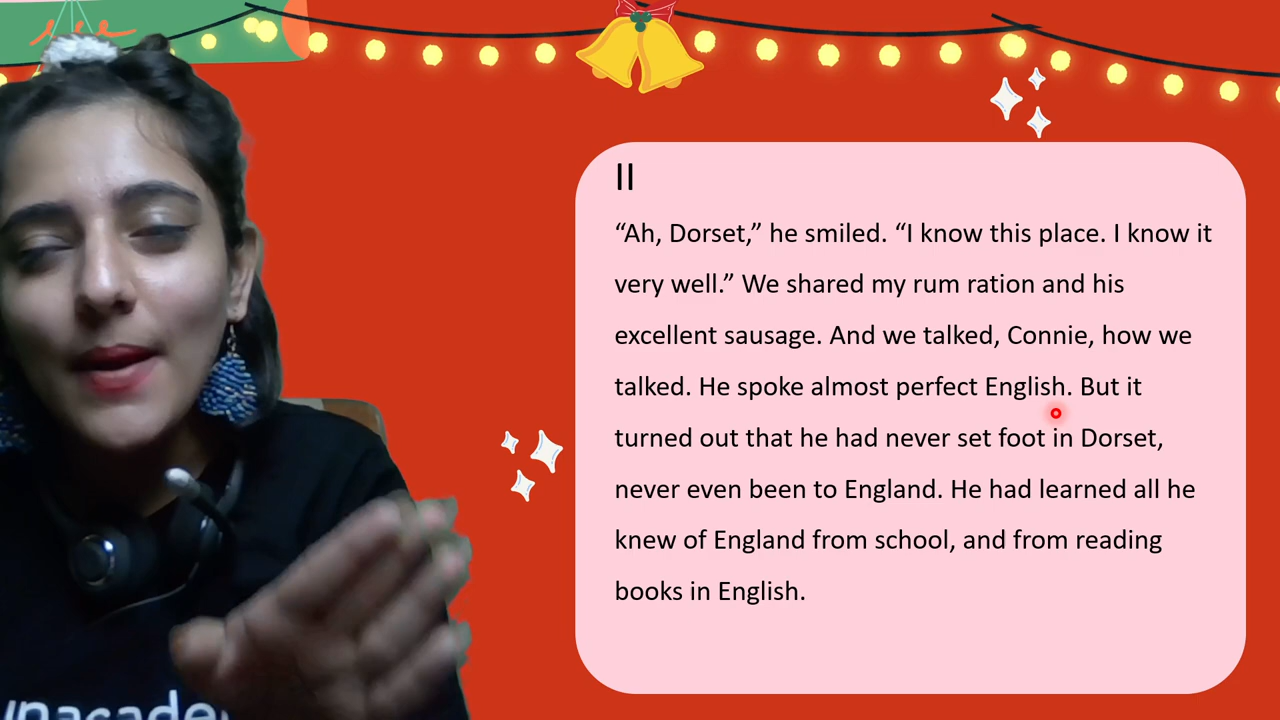 II
“Ah, Dorset,” he smiled. “I know this place. I know it
very well.” We shared my rum ration and his
excellent sausage. And we talked, Connie, how we
talked. He spoke almost perfect English. But it
turned out that he had never set foot in Dorset,
never even been to England. He had learned all he
knew of England from school, and from reading
books in English.